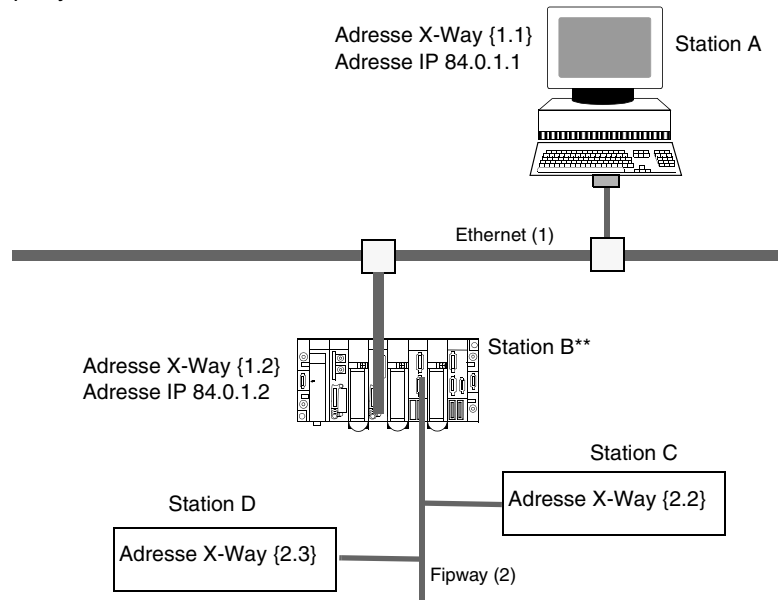 Adresse X-Way {1.1}
Adresse IP 84.0.1.1
Station A
Ethernet (1)
Station B**
Adresse X-Way {1.2}
Adresse IP 84.0.1.2
Station C
Adresse X-Way {2.2}
Station D
Adresse X-Way {2.3}
Fipway (2)